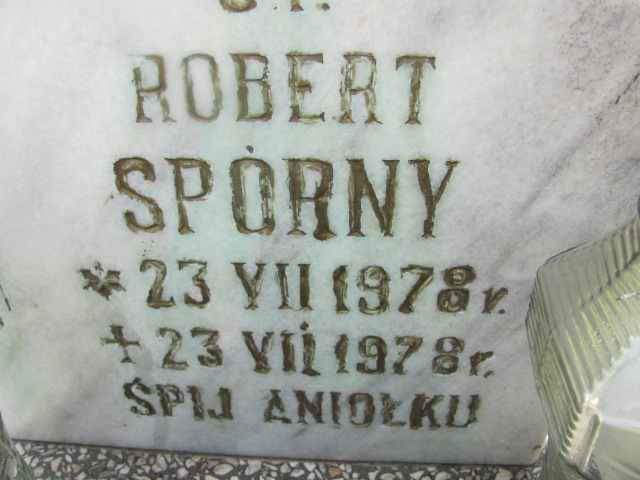 Ś.P.
ROBERT
SPÓRNY
* 23 VII 1978 r.
+ 23 VII 1978 r.
ŚPIJ ANIOŁKU